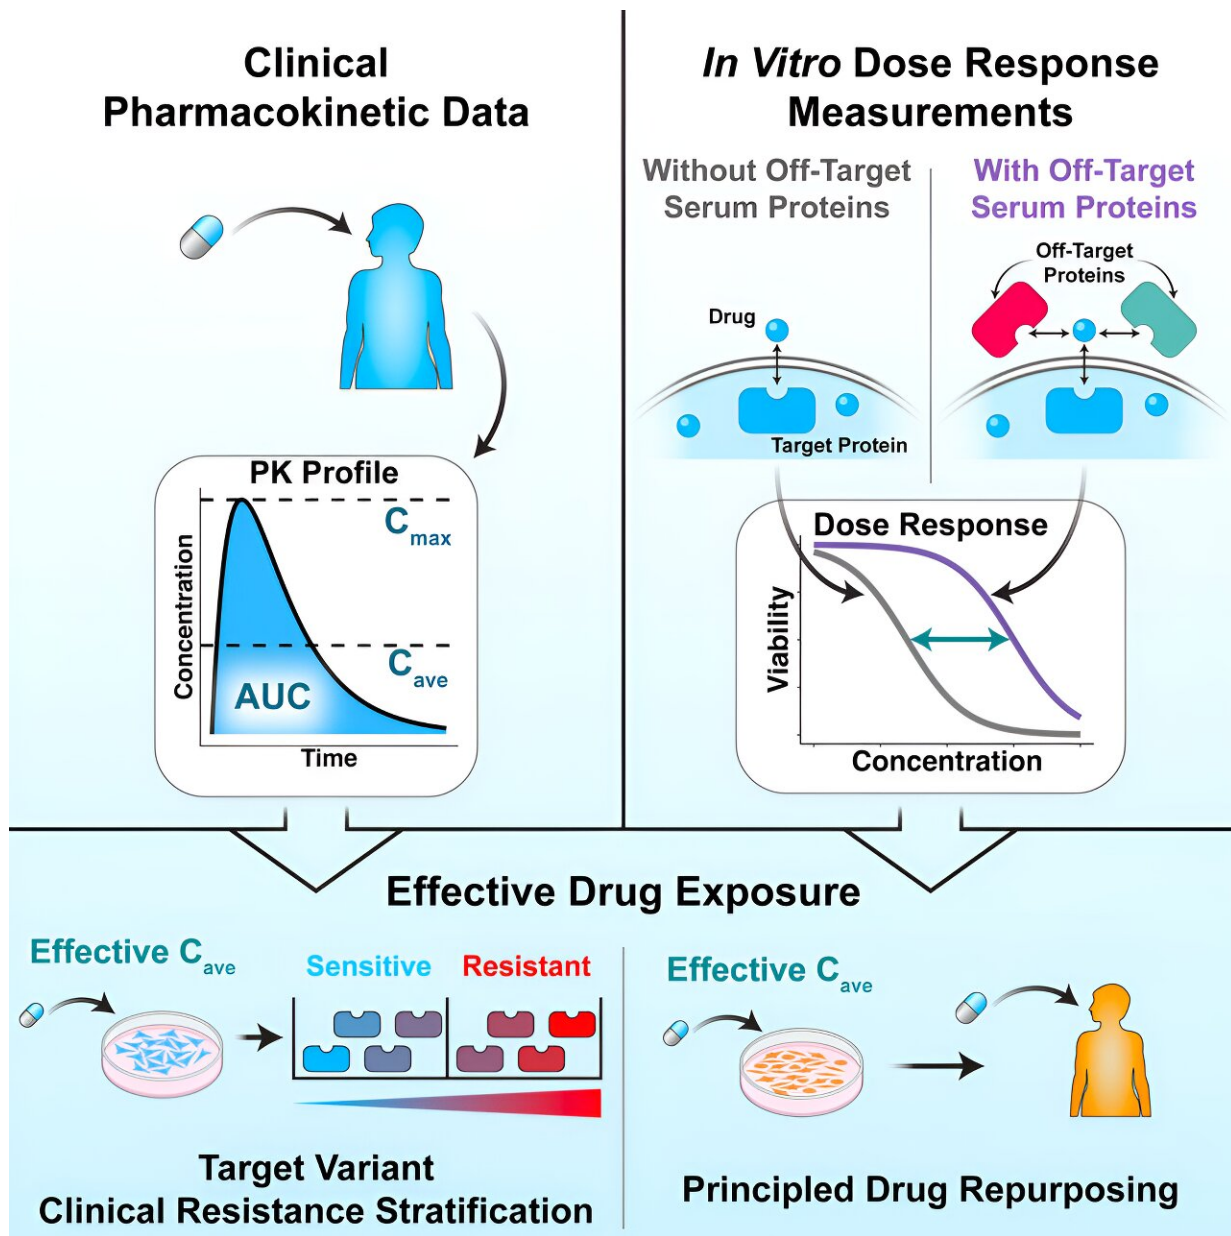 Clinical
Pharmacokinetic Data
PK Profile
Concentration
Cmax
Cave
AUC
Time
In Vitro Dose Response
Measurements
Without Off-Target
Serum Proteins
With Off-Target
Serum Proteins
Drug
Target Protein
Off-Target
Proteins
Dose Response
Viability
Concentration
Effective Drug Exposure
Effective Cave
Sensitive
Resistant
Target Variant
Clinical Resistance Stratification
Effective Cave
Principled Drug Repurposing